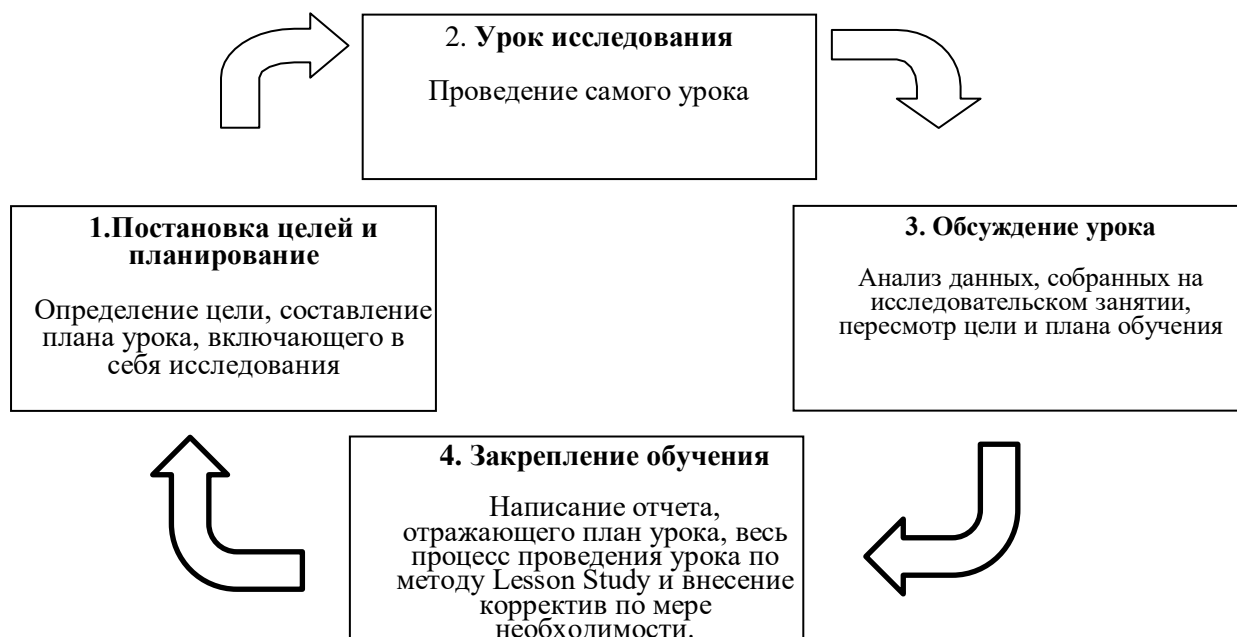 2. Урок исследования
Проведение самого урока
1.Постановка целей и
планирование
Определение цели, составление
плана урока, включающего в
себя исследования
3. Обсуждение урока
Анализ данных, собранных на
исследовательском занятии,
пересмотр цели и плана обучения
4. Закрепление обучения
Написание отчета,
отражающего план урока, весь
процесс проведения урока по
методу Lesson Study и внесение
корректив по мере
необходимости.